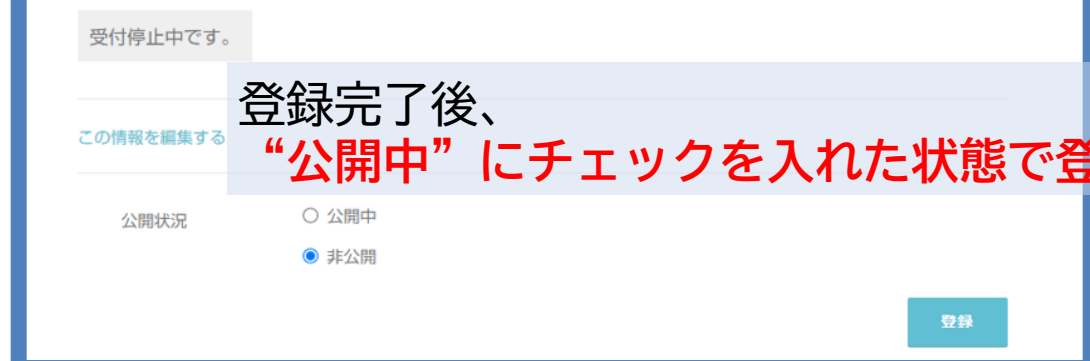 受付停止中です。
登録完了後、
この情報を編集する
“公開中”にチェックを入れた状態で
公開状況
公開中
非公開
登録